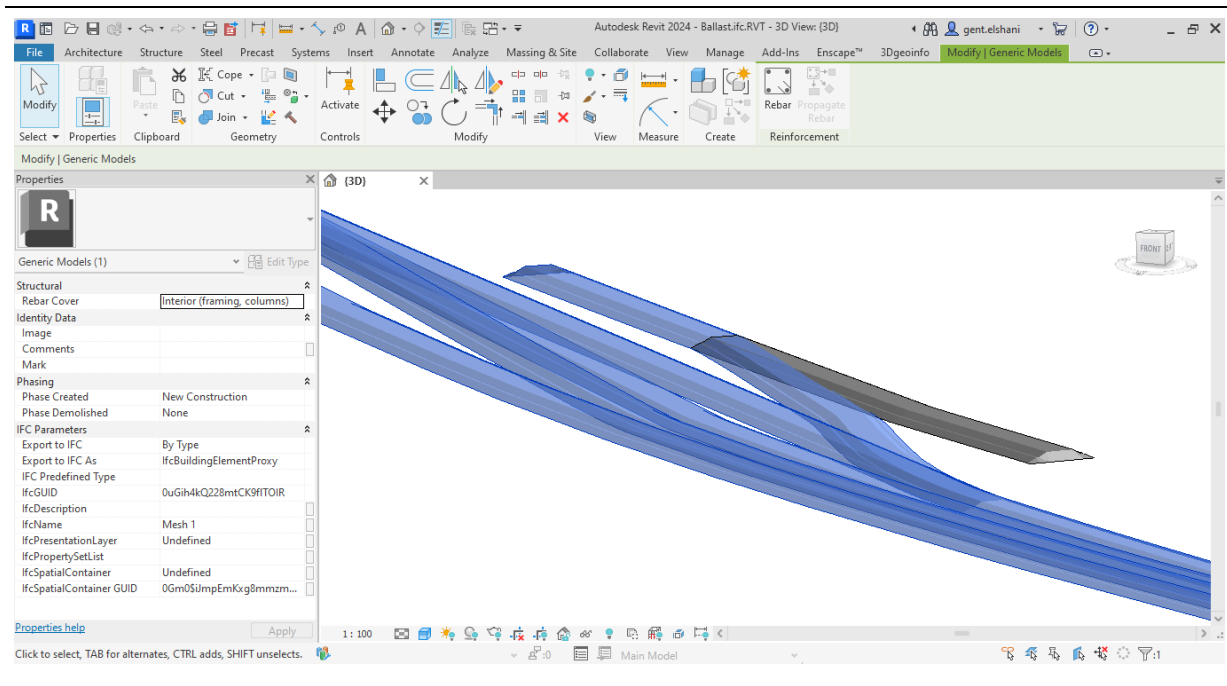 R
Autodesk Revit 2024 - Ballast.ifc.RVT - 3D View: {3D}
gent.elshani
File Architecture Structure Steel Precast Systems Insert Annotate Analyze Massing & Site Collaborate View Manage Add-Ins Enscape™ 3Dgeoinfo Modify | Generic Models
Modify
Paste
Cope
Cut
Join
Activate
Rebar
Propagate
Rebar
Select Properties Clipboard Geometry Controls Modify View Measure Create Reinforcement
Modify | Generic Models
Properties
{3D}
R
FRONT
Generic Models (1)
Edit Type
Structural
Rebar Cover Interior (framing, columns)
Identity Data
Image
Comments
Mark
Phasing
Phase Created New Construction
Phase Demolished None
IFC Parameters
Export to IFC By Type
Export to IFC As IfcBuildingElementProxy
IFC Predefined Type
IfcGUID
IfcDescription
IfcName Mesh 1
IfcPresentationLayer Undefined
IfcPropertySetList
IfcSpatialContainer Undefined
IfcSpatialContainer GUID
Properties help
Apply
1 : 100
Click to select, TAB for alternates, CTRL adds, SHIFT unselects.
:0
Main Model
:1